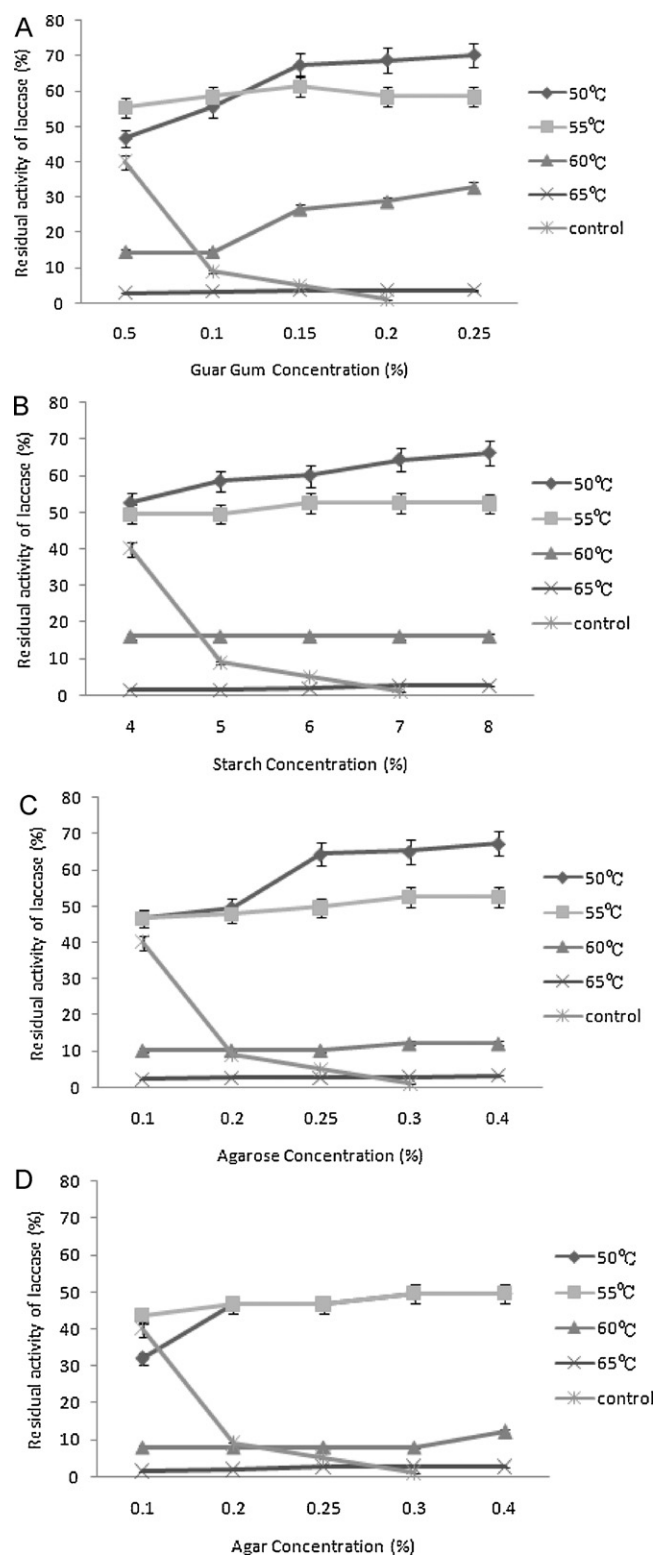 A
Residual activity of laccase (%)
80
70
60
50
40
30
20
10
0
0.5 0.1 0.15 0.2 0.25
Guar Gum Concentration (%)
50°C
55°C
60°C
65°C
control
B
Residual activity of laccase (%)
80
70
60
50
40
30
20
10
0
4 5 6 7 8
Starch Concentration (%)
50°C
55°C
60°C
65°C
control
C
Residual activity of laccase (%)
80
70
60
50
40
30
20
10
0
0.1 0.2 0.25 0.3 0.4
Agarose Concentration (%)
50°C
55°C
60°C
65°C
control
D
Residual activity of laccase (%)
80
70
60
50
40
30
20
10
0
0.1 0.2 0.25 0.3 0.4
Agar Concentration (%)
50°C
55°C
60°C
65°C
control